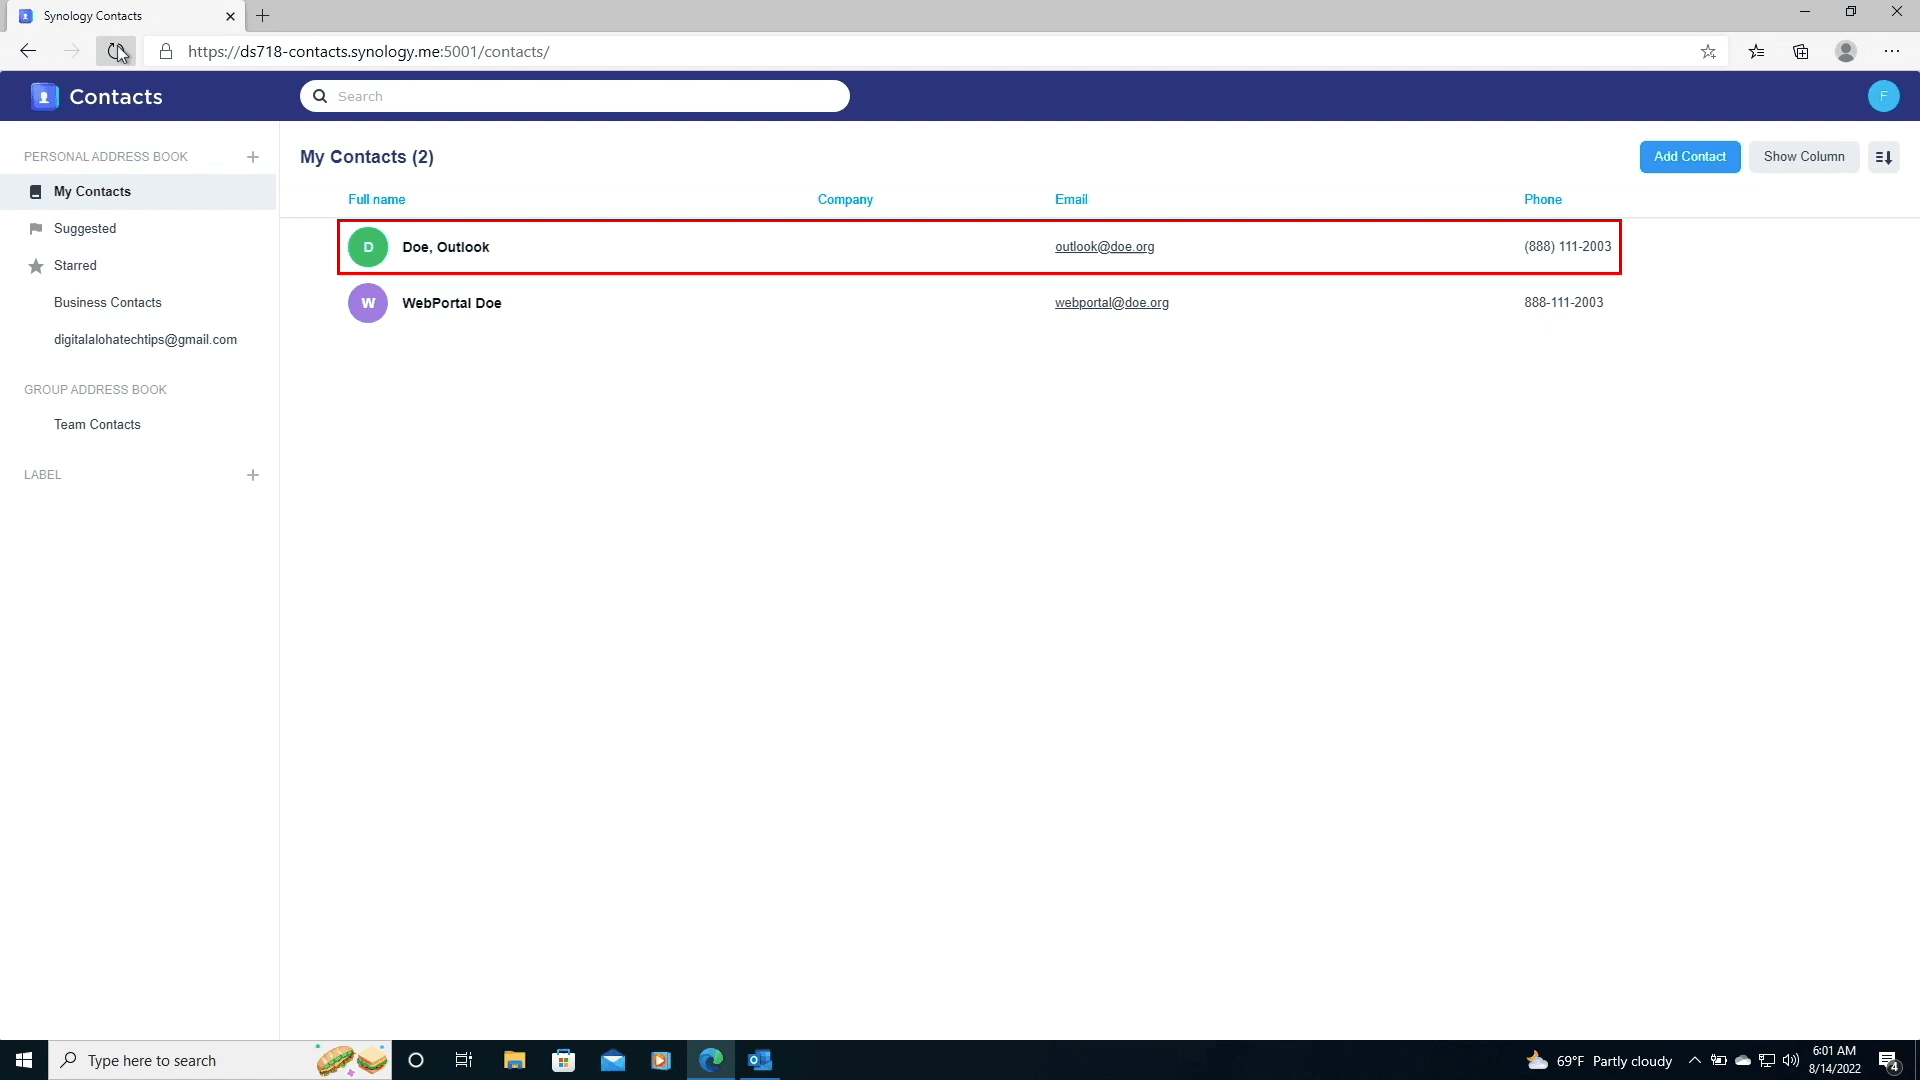 Synology Contacts
https://ds718-contacts.synology.me:5001/contacts/
Contacts
Search
F
PERSONAL ADDRESS BOOK
My Contacts
Suggested
Starred
Business Contacts
digitalalohatechtips@gmail.com
GROUP ADDRESS BOOK
Team Contacts
LABEL
My Contacts (2)
Add Contact
Show Column
Full name Company Email Phone
D Doe, Outlook outlook@doe.org (888) 111-2003
W WebPortal Doe webportal@doe.org 888-111-2003
Type here to search
69°F Partly cloudy
6:01 AM
8/14/2022
4